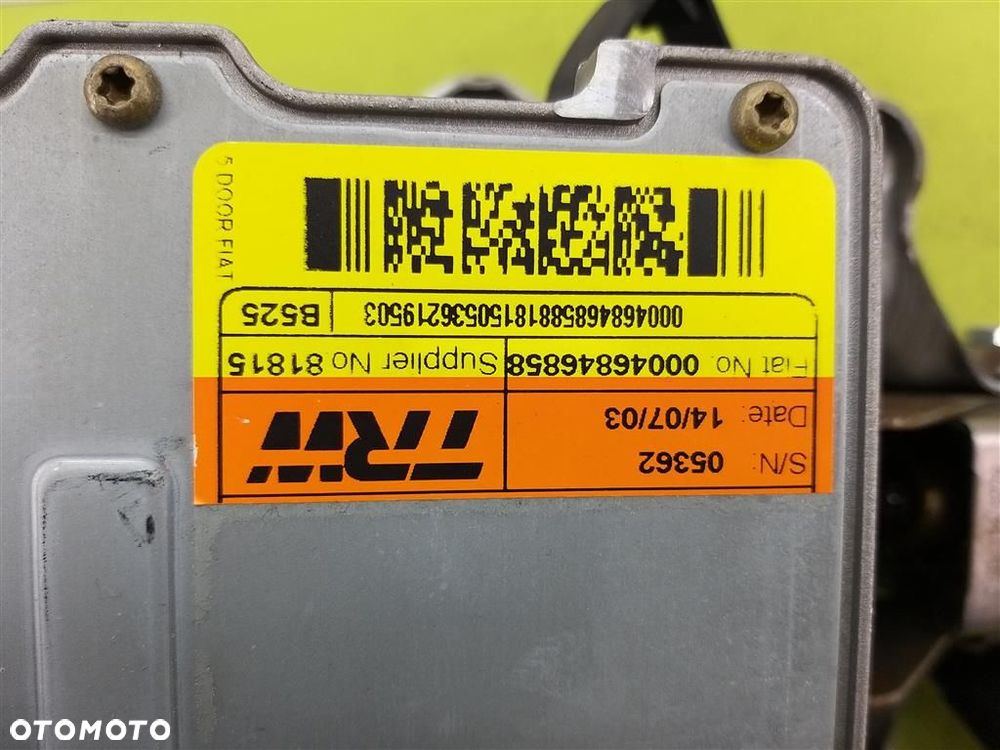 S/N: 05362
TRW
Date: 14/07/03
Fiat No: 00046846858 Supplier No 81815
00046846858818150536219503 B525
5 DOOR FIAT
OTOMOTO